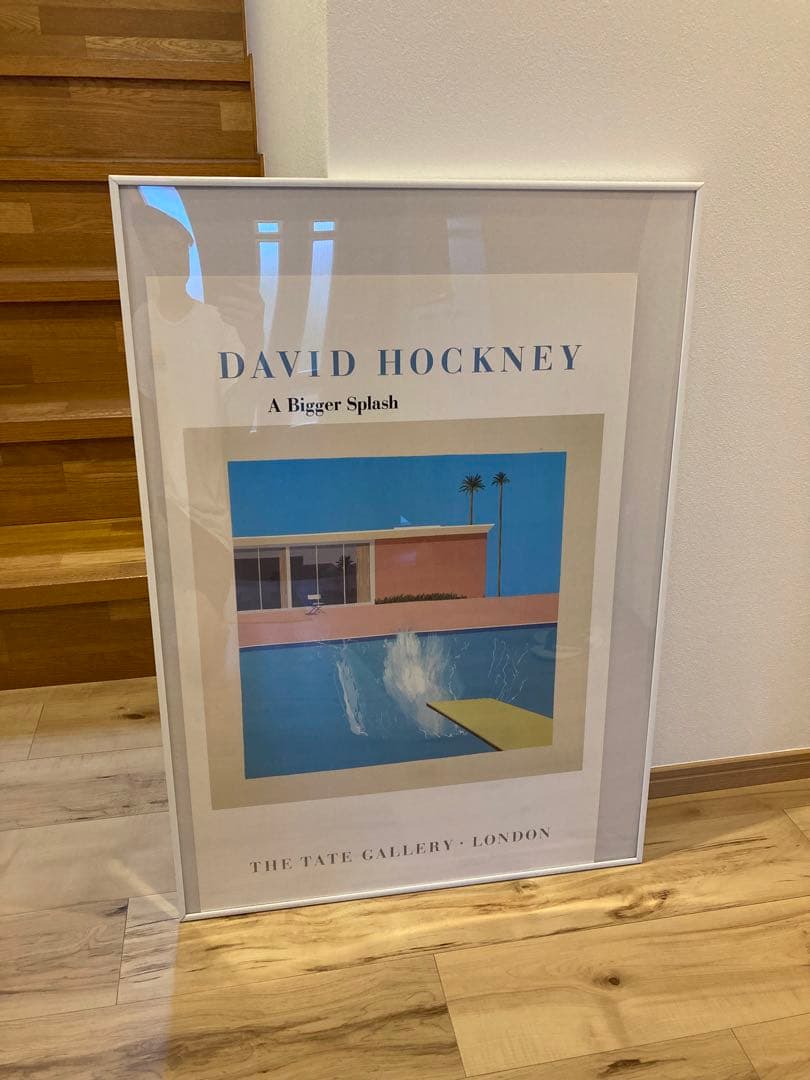 DAVID HOCKNEY
A Bigger Splash
THE TATE GALLERY · LONDON